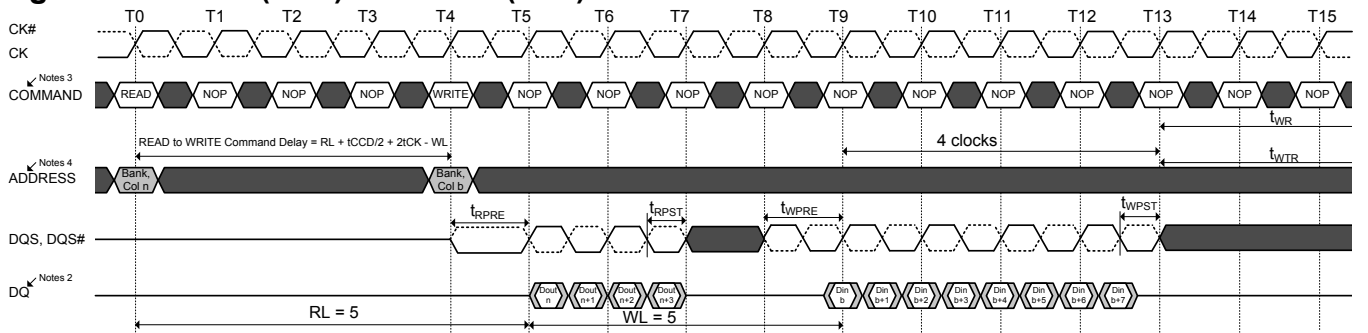 T0 T1 T2 T3 T4 T5 T6 T7 T8 T9 T10 T11 T12 T13 T14 T15
CK#
CK
Notes 3
COMMAND READ NOP NOP NOP WRITE NOP NOP NOP NOP NOP NOP NOP NOP NOP NOP NOP
tWR
READ to WRITE Command Delay = RL + tCCD/2 + 2tCK - WL
4 clocks
tWTR
Notes 4
ADDRESS
Bank, Col n
Bank, Col b
tRPRE tRPST tWPRE tWPST
DQS, DQS#
Notes 2
DQ
Dout n
Dout n+1
Dout n+2
Dout n+3
Din b
Din b+1
Din b+2
Din b+3
Din b+4
Din b+5
Din b+6
Din b+7
RL = 5
WL = 5